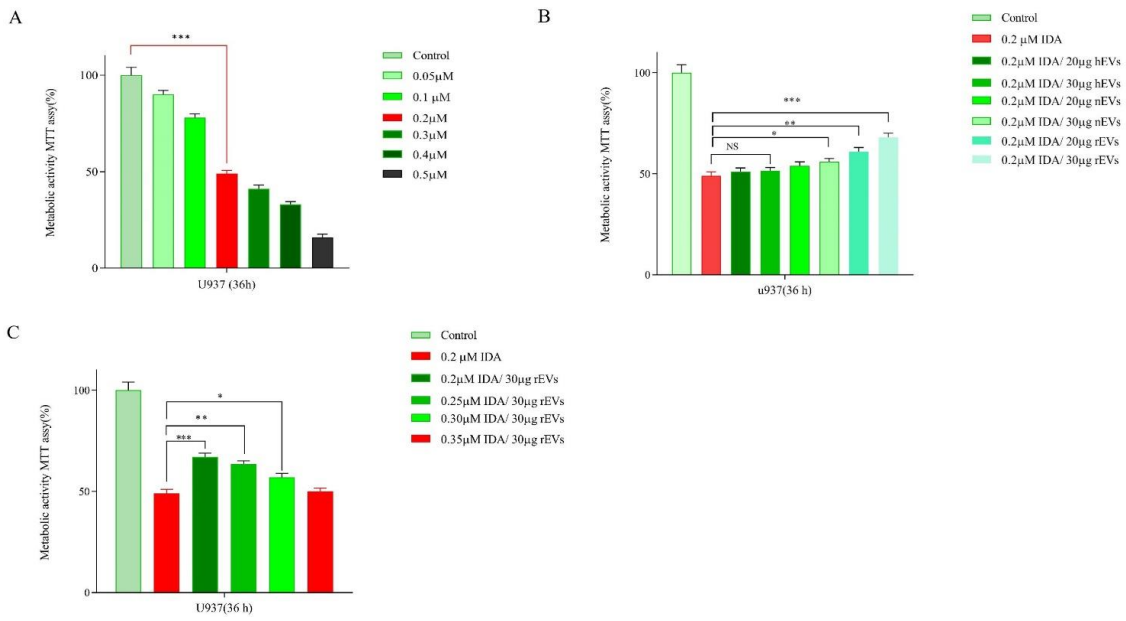 A
Metabolic activity MTT assy(%)
100
50
0
***
U937 (36h)
Control
0.05µM
0.1 µM
0.2µM
0.3µM
0.4µM
0.5µM
B
Metabolic activity MTT assy(%)
100
50
0
***
**
*
NS
u937(36 h)
Control
0.2 µM IDA
0.2µM IDA/ 20µg hEVs
0.2µM IDA/ 30µg hEVs
0.2µM IDA/ 20µg nEVs
0.2µM IDA/ 30µg nEVs
0.2µM IDA/ 20µg rEVs
0.2µM IDA/ 30µg rEVs
C
Metabolic activity MTT assy(%)
100
50
0
*
**
***
U937(36 h)
Control
0.2 µM IDA
0.2µM IDA/ 30µg rEVs
0.25µM IDA/ 30µg rEVs
0.30µM IDA/ 30µg rEVs
0.35µM IDA/ 30µg rEVs